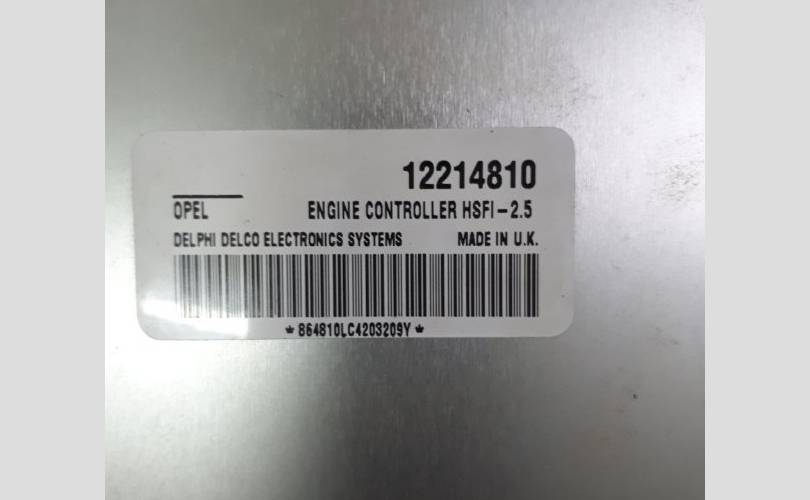 12214810
OPEL ENGINE CONTROLLER HSFI-2.5
DELPHI DELCO ELECTRONICS SYSTEMS MADE IN U.K.
*864810LC4203209Y*